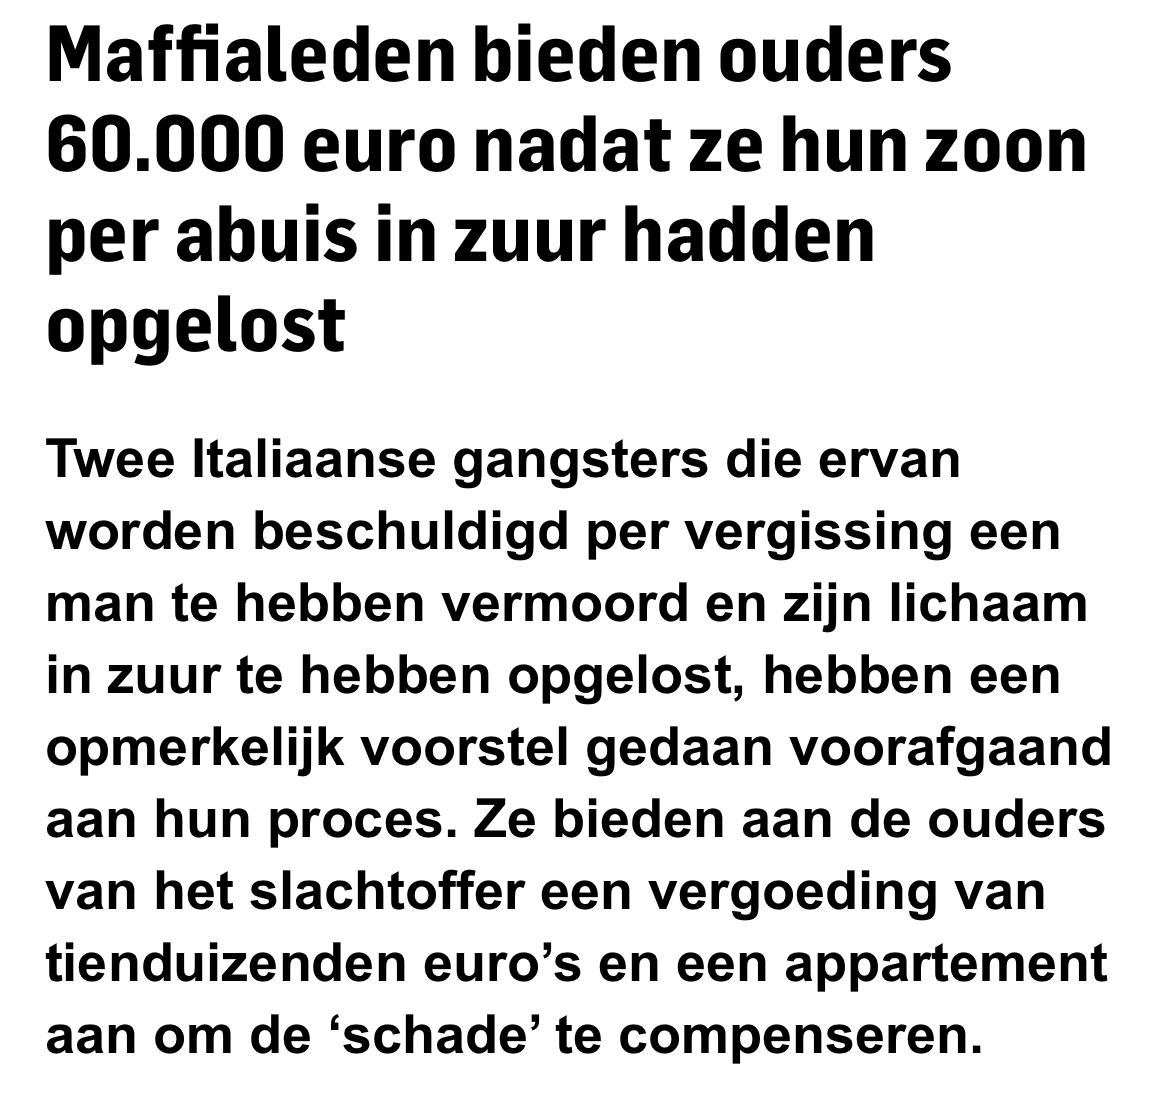 Maffialeden bieden ouders
60.000 euro nadat ze hun zoon
per abuis in zuur hadden
opgelost
Twee Italiaanse gangsters die ervan
worden beschuldigd per vergissing een
man te hebben vermoord en zijn lichaam
in zuur te hebben opgelost, hebben een
opmerkelijk voorstel gedaan voorafgaand
aan hun proces. Ze bieden aan de ouders
van het slachtoffer een vergoeding van
tienduizenden euro’s en een appartement
aan om de ‘schade’ te compenseren.